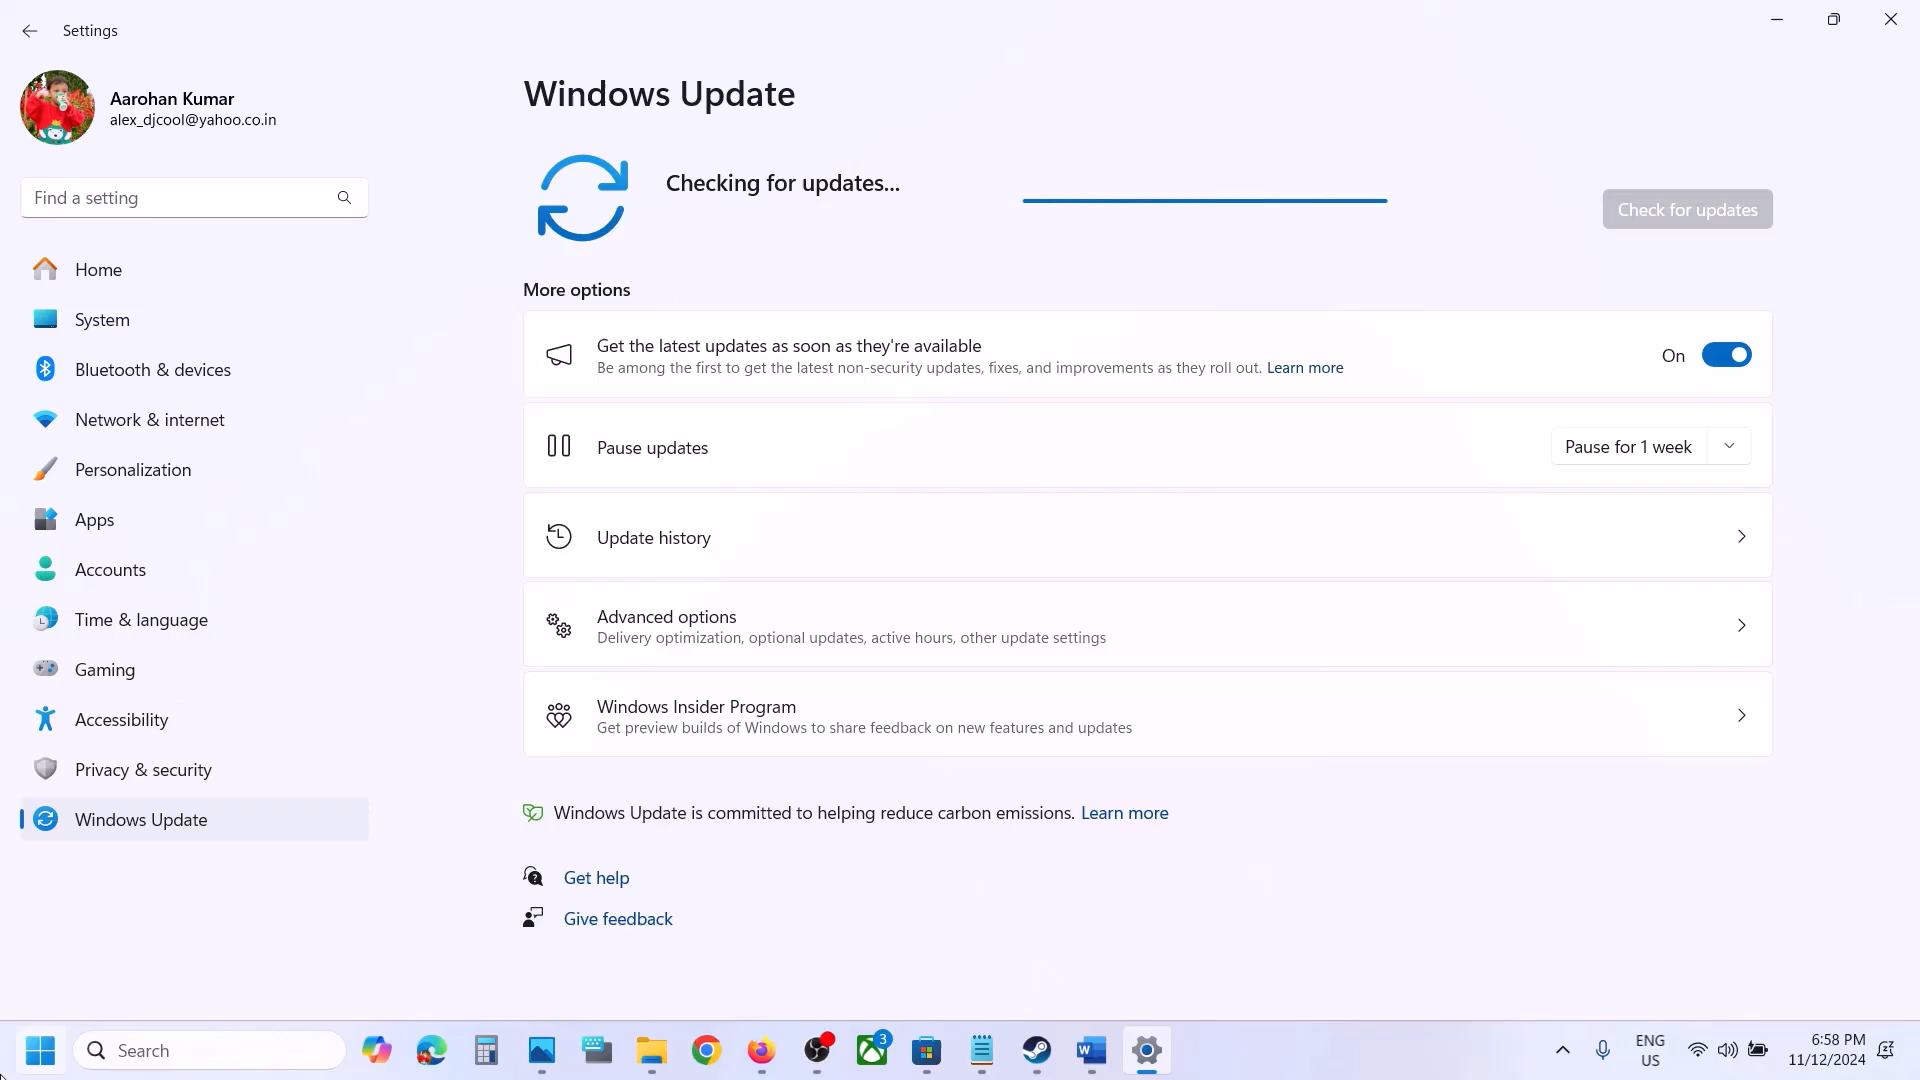 Settings
Aarohan Kumar
alex_djcool@yahoo.co.in
Find a setting
Home
System
Bluetooth & devices
Network & internet
Personalization
Apps
Accounts
Time & language
Gaming
Accessibility
Privacy & security
Windows Update
Windows Update
Checking for updates...
Check for updates
More options
Get the latest updates as soon as they're available
Be among the first to get the latest non-security updates, fixes, and improvements as they roll out. Learn more
On
Pause updates
Pause for 1 week
Update history
Advanced options
Delivery optimization, optional updates, active hours, other update settings
Windows Insider Program
Get preview builds of Windows to share feedback on new features and updates
Windows Update is committed to helping reduce carbon emissions. Learn more
Get help
Give feedback
Search
3
W
ENG
US
6:58 PM
11/12/2024